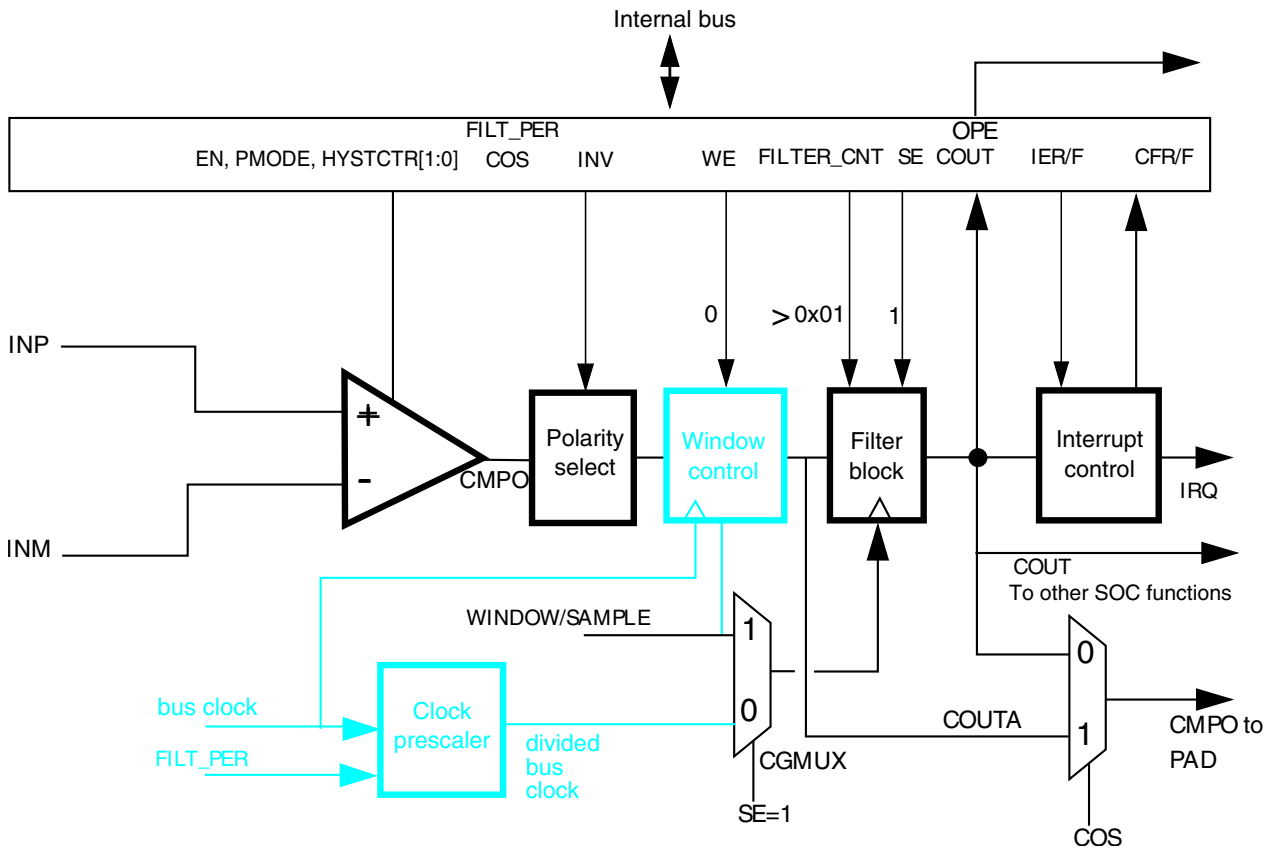 Internal bus
FILT_PER
OPE
EN, PMODE, HYSTCTR[1:0]
COS
INV
WE
FILTER_CNT
SE
COUT
IER/F
CFR/F
0
> 0x01
1
INP
+
-
CMPO
Polarity
select
Window
control
Filter
block
Interrupt
control
IRQ
INM
COUT
To other SOC functions
WINDOW/SAMPLE
1
0
0
1
bus clock
Clock
prescaler
FILT_PER
divided
bus
clock
CGMUX
SE=1
COUTA
CMPO to
PAD
COS